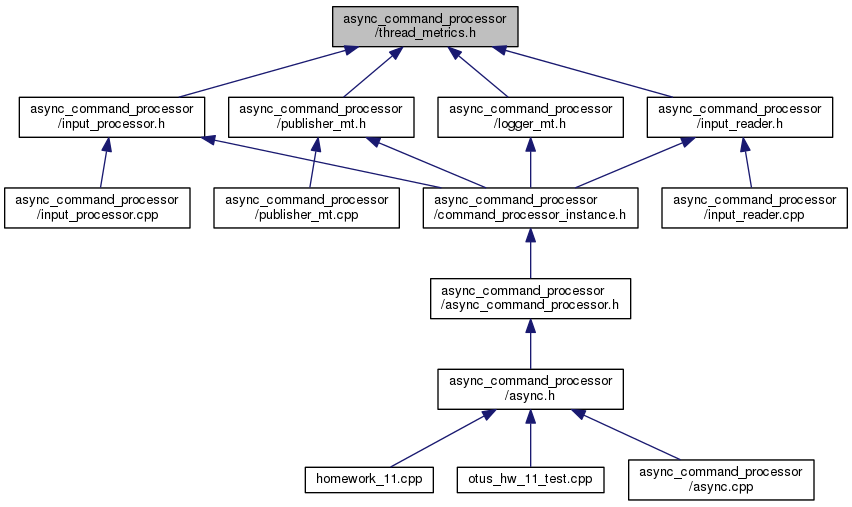 async_command_processor
/thread_metrics.h
async_command_processor
/input_processor.h
async_command_processor
/publisher_mt.h
async_command_processor
/logger_mt.h
async_command_processor
/input_reader.h
async_command_processor
/input_processor.cpp
async_command_processor
/publisher_mt.cpp
async_command_processor
/command_processor_instance.h
async_command_processor
/input_reader.cpp
async_command_processor
/async_command_processor.h
async_command_processor
/async.h
homework_11.cpp
otus_hw_11_test.cpp
async_command_processor
/async.cpp